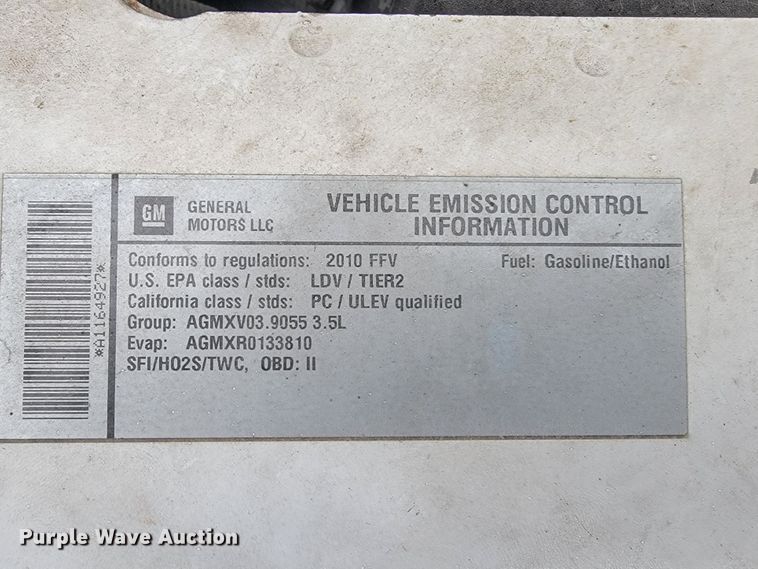 GM
GENERAL
MOTORS LLC
VEHICLE EMISSION CONTROL
INFORMATION
*A1164927*
Conforms to regulations: 2010 FFV
Fuel: Gasoline/Ethanol
U.S. EPA class / stds: LDV / TIER2
California class / stds: PC / ULEV qualified
Group: AGMXV03.9055 3.5L
Evap: AGMXR0133810
SFI/HO2S/TWC, OBD: II
Purple Wave Auction